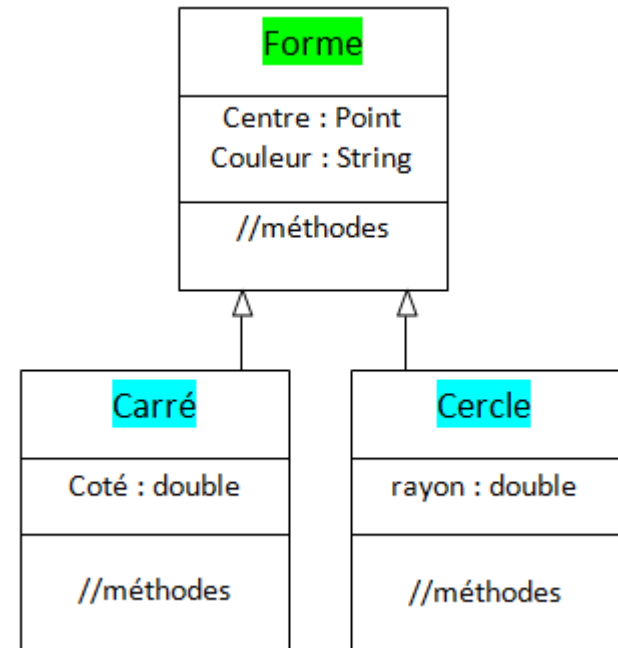 Forme
Centre : Point
Couleur : String
//méthodes
Carré
Coté : double
//méthodes
Cercle
rayon : double
//méthodes